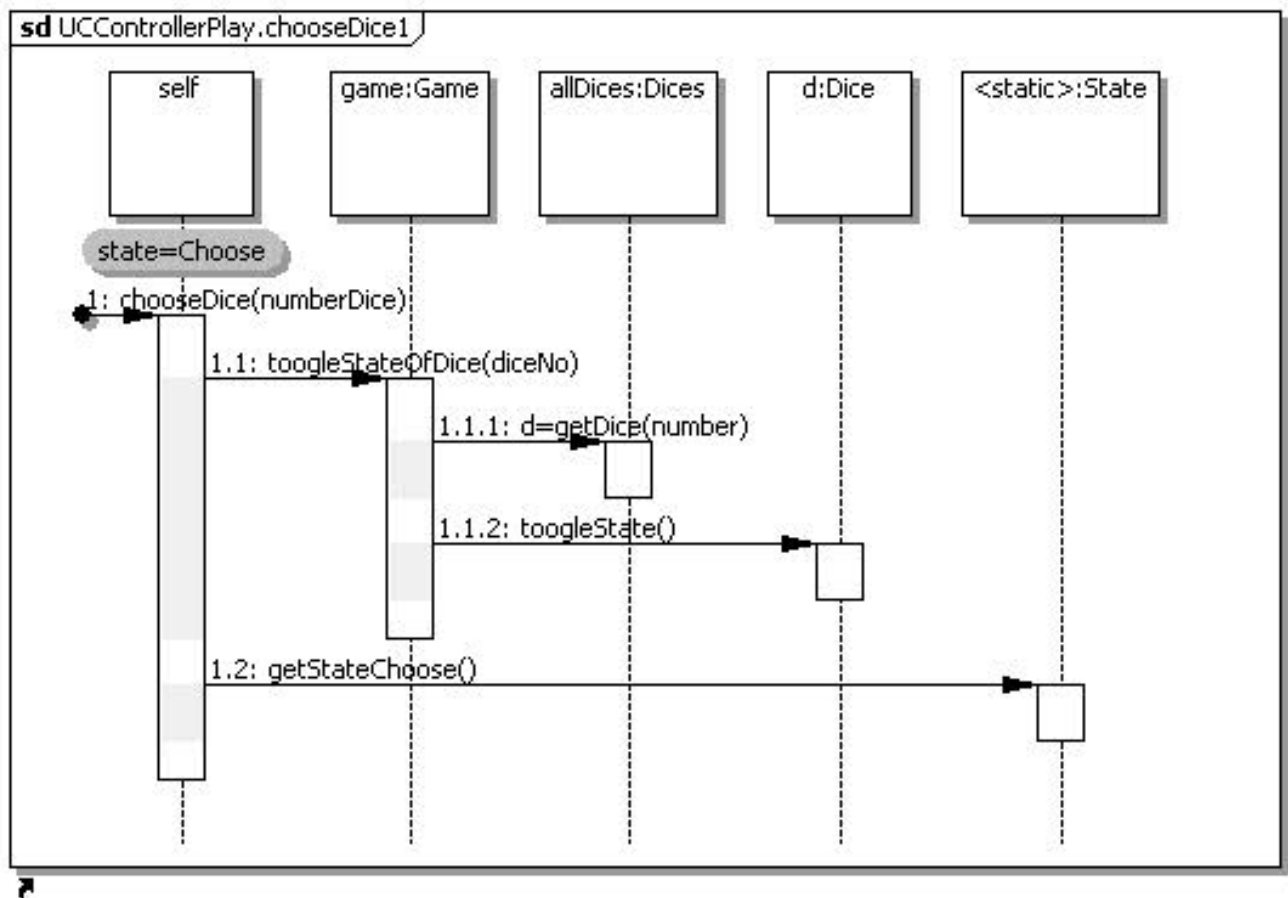 sd UCControllerPlay.chooseDice1
self
game:Game
allDices:Dices
d:Dice
<static>:State
state=Choose
1: chooseDice(numberDice)
1.1: toogleStateOfDice(diceNo)
1.1.1: d=getDice(number)
1.1.2: toogleState()
1.2: getStateChoose()